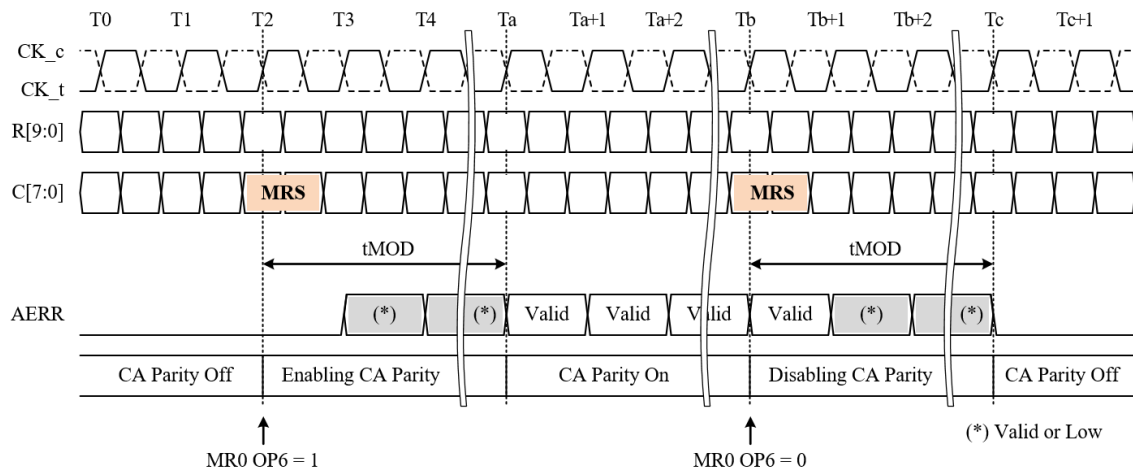 T0 T1 T2 T3 T4 Ta Ta+1 Ta+2 Tb Tb+1 Tb+2 Tc Tc+1
CK_c
CK_t
R[9:0]
C[7:0] MRS MRS
tMOD tMOD
AERR (*) (*) Valid Valid Valid Valid (*) (*)
CA Parity Off Enabling CA Parity CA Parity On Disabling CA Parity CA Parity Off
(*) Valid or Low
MR0 OP6 = 1 MR0 OP6 = 0